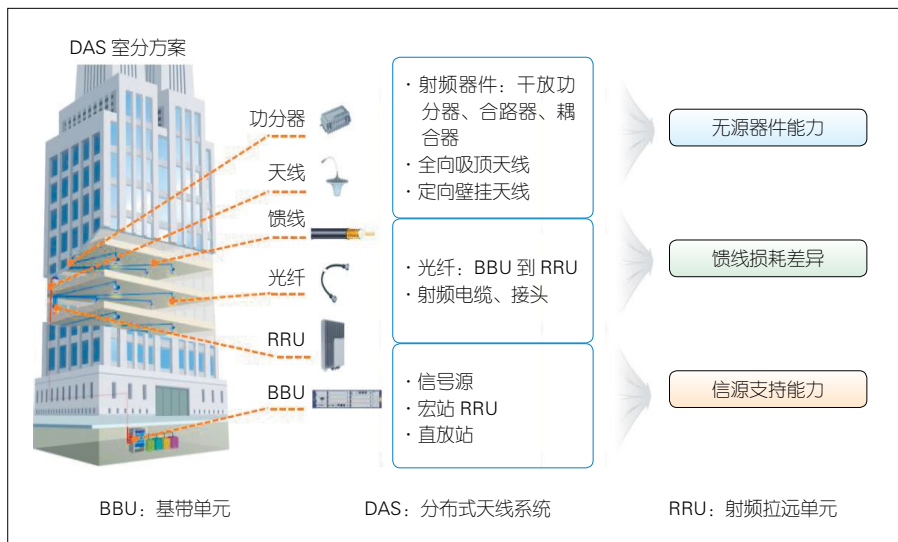 DAS 室分方案
功分器
天线
馈线
光纤
RRU
BBU
· 射频器件：干放功
分器、合路器、耦
合器
· 全向吸顶天线
· 定向壁挂天线
· 光纤：BBU 到 RRU
· 射频电缆、接头
· 信号源
· 宏站 RRU
· 直放站
无源器件能力
馈线损耗差异
信源支持能力
BBU：基带单元
DAS：分布式天线系统
RRU：射频拉远单元